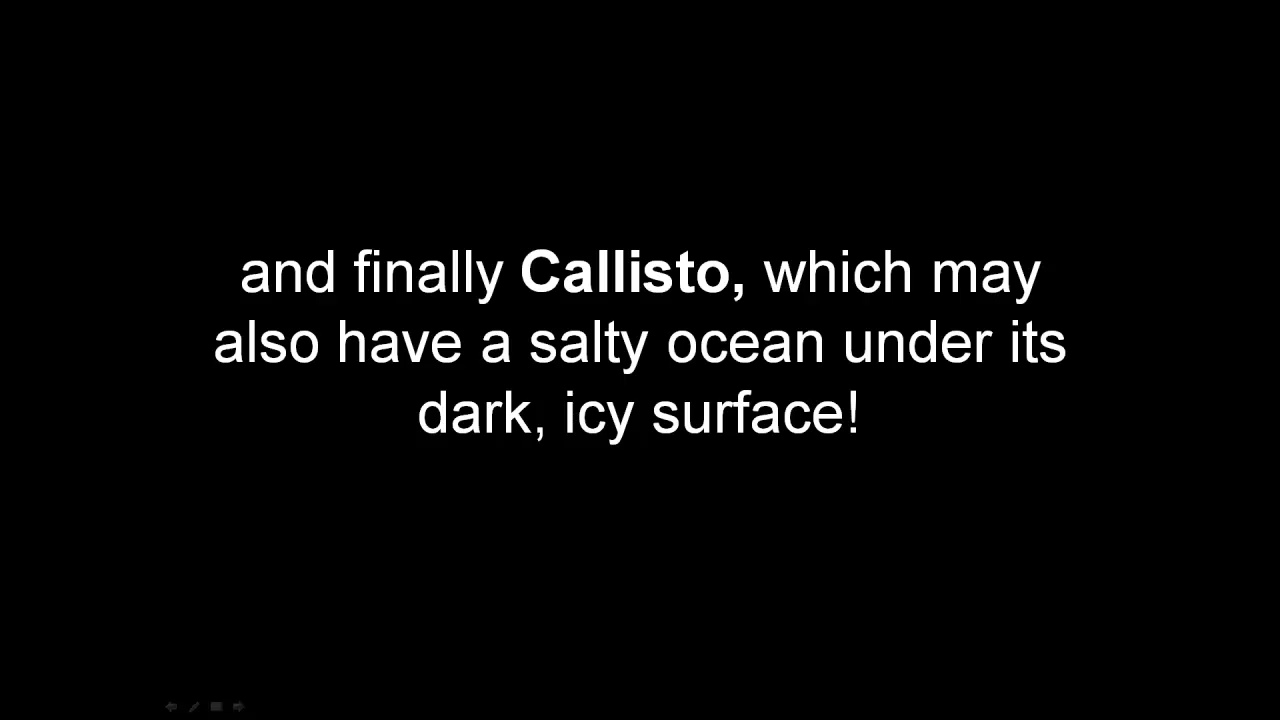 and finally Callisto, which may
also have a salty ocean under its
dark, icy surface!